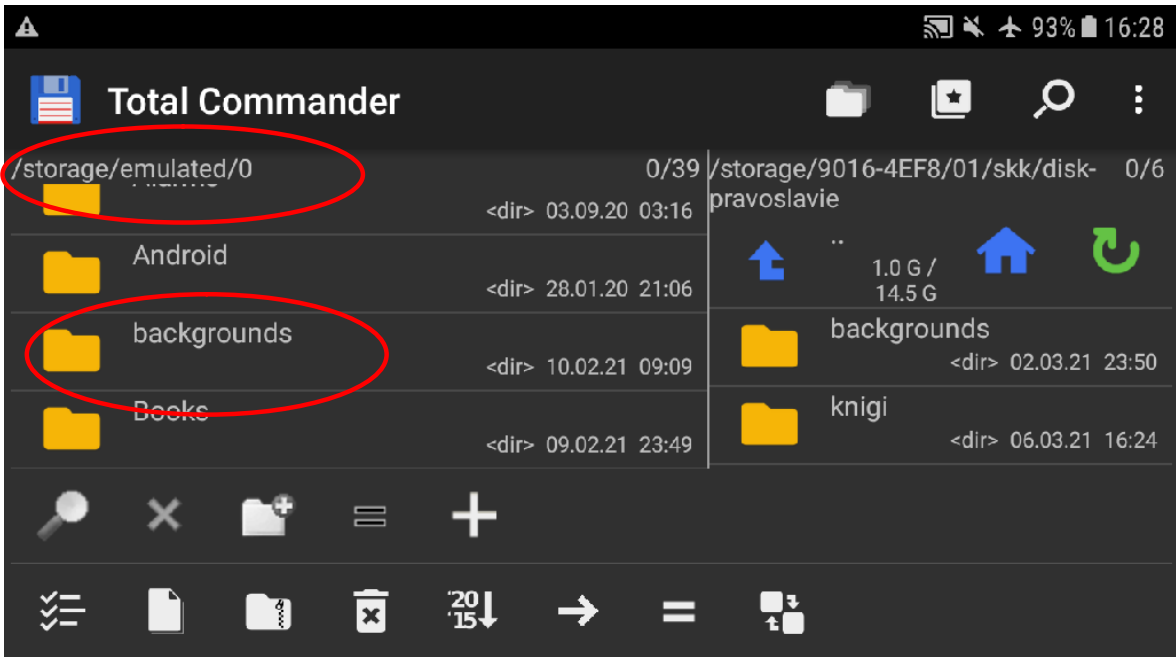 93% 16:28
Total Commander
/storage/emulated/0 0/39
<dir> 03.09.20 03:16
Android
<dir> 28.01.20 21:06
backgrounds
<dir> 10.02.21 09:09
Books
<dir> 09.02.21 23:49
/storage/9016-4EF8/01/skk/disk- 0/6
pravoslavie
..
1.0 G /
14.5 G
backgrounds
<dir> 02.03.21 23:50
knigi
<dir> 06.03.21 16:24
'20
'15